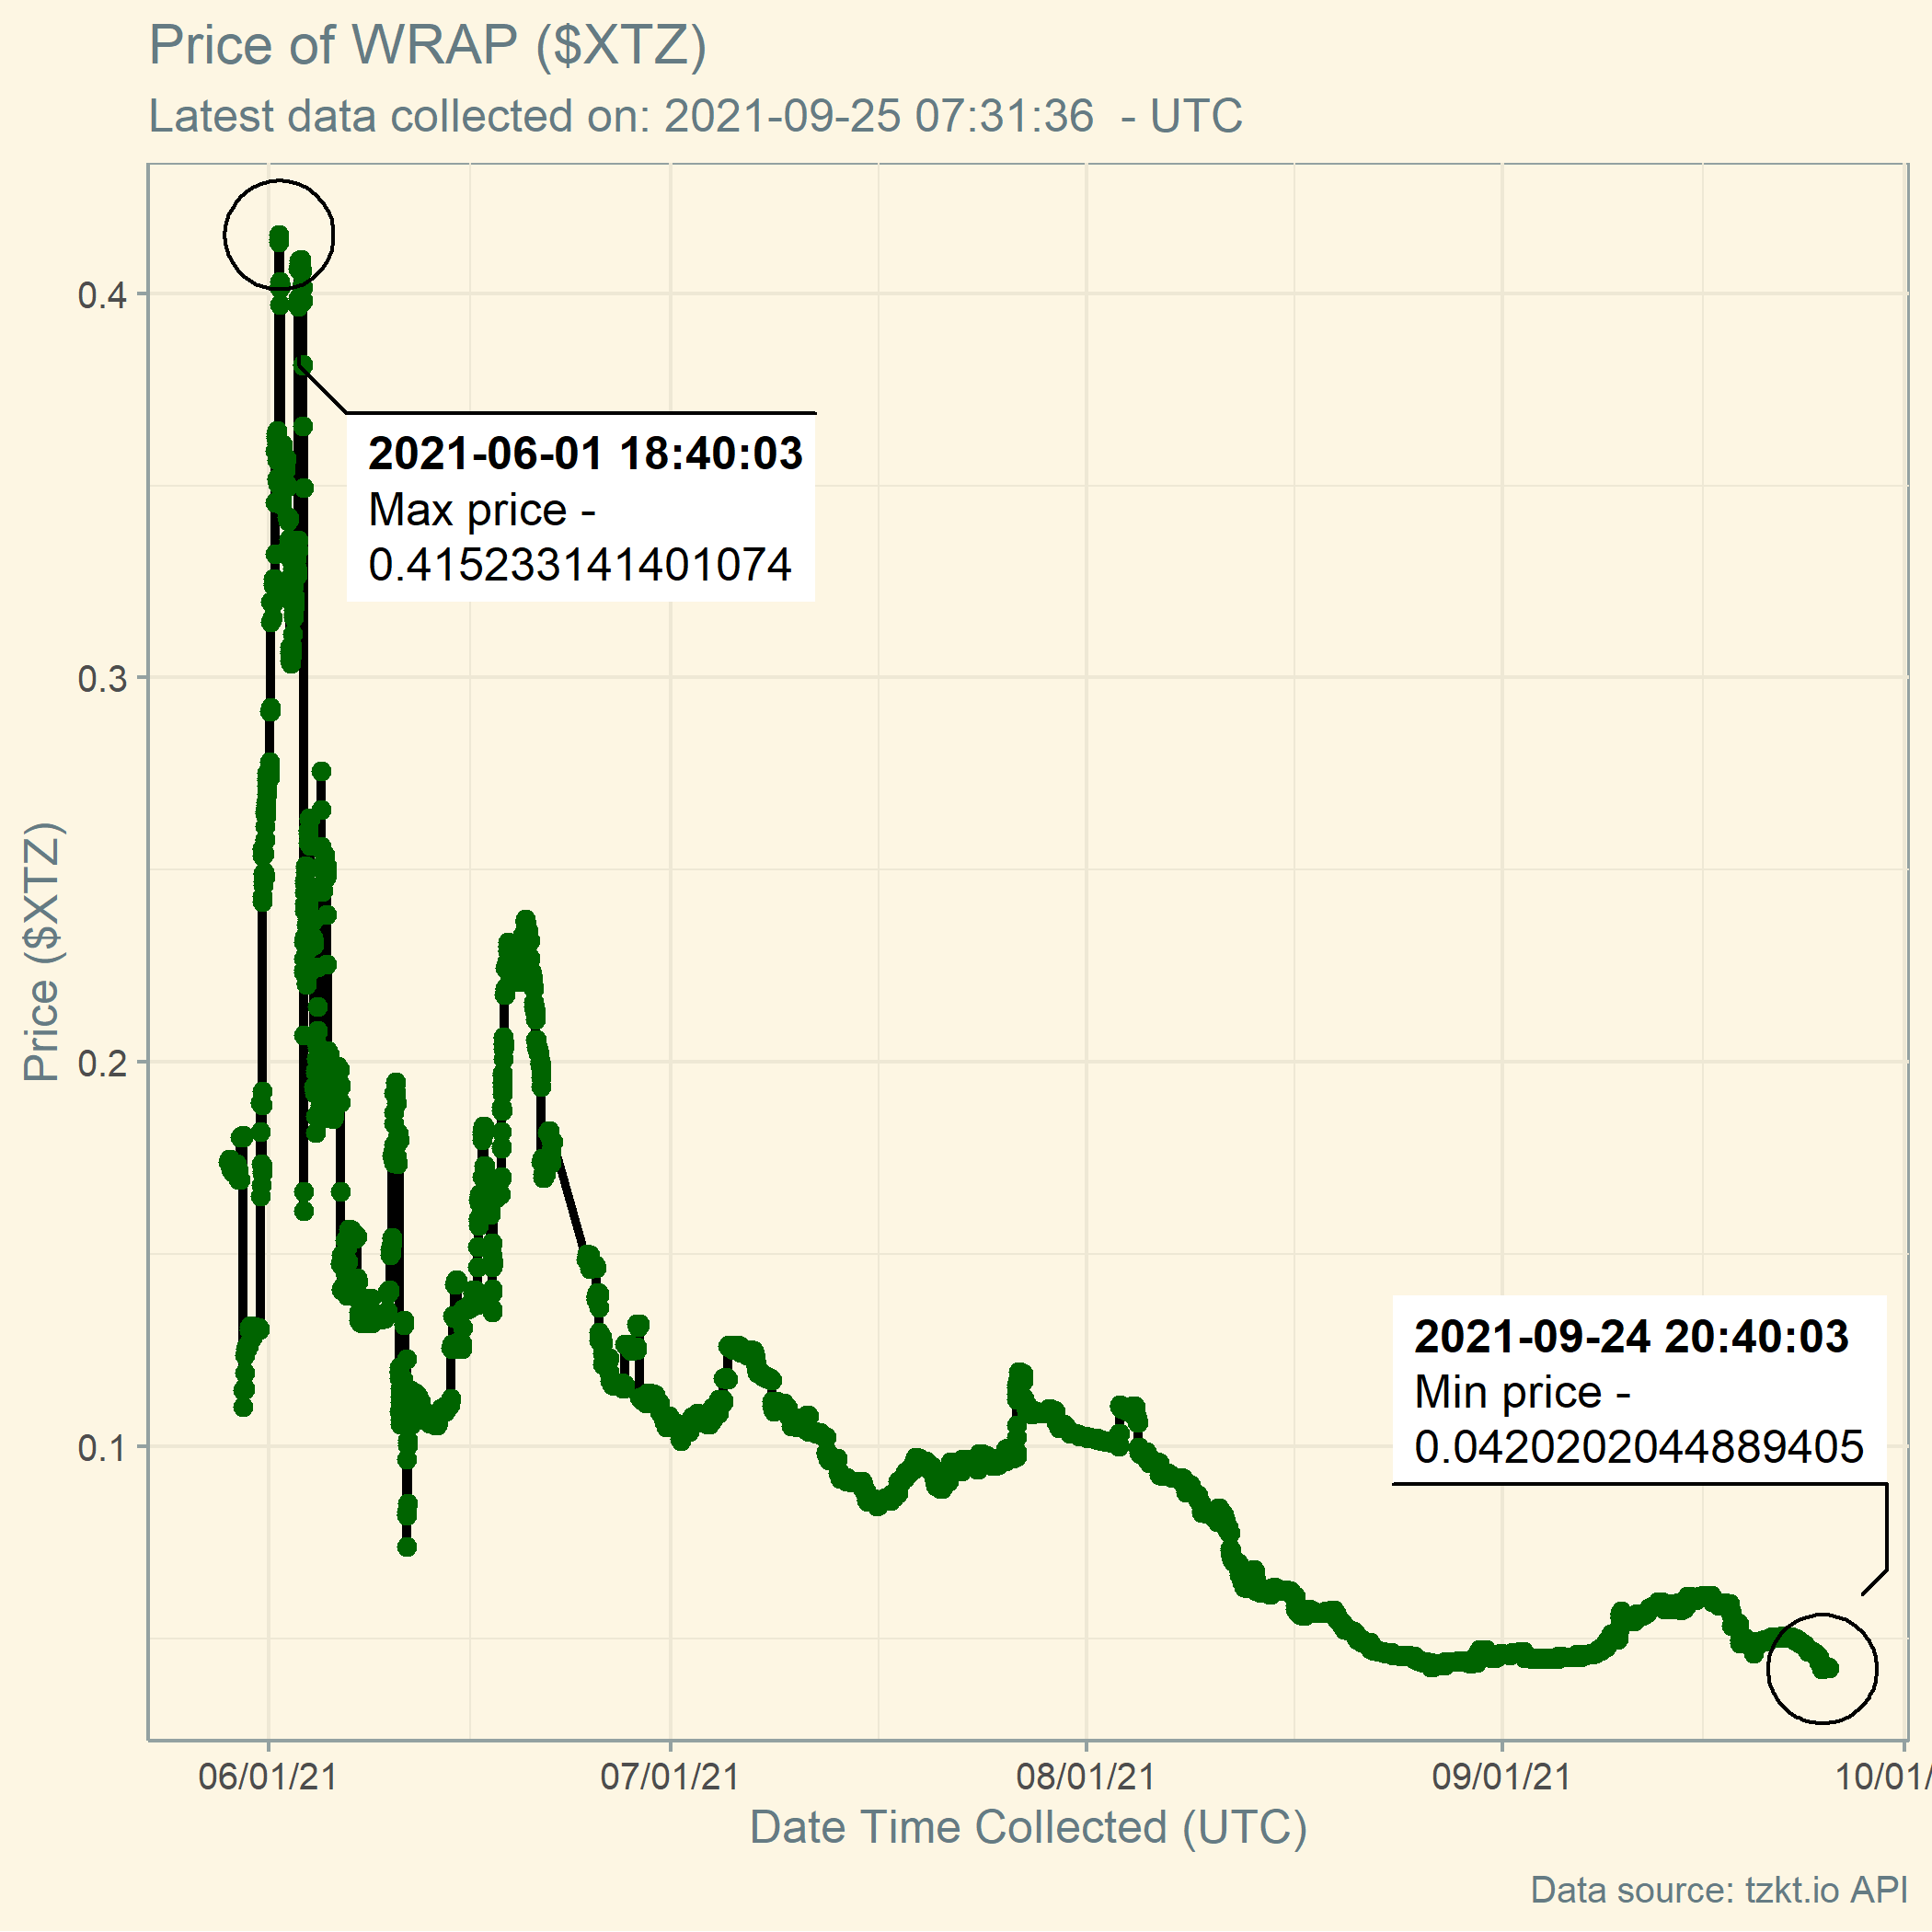 Price of WRAP ($XTZ)
Latest data collected on: 2021-09-25 07:31:36  - UTC
0.4
0.3
0.2
0.1
Price ($XTZ)
2021-06-01 18:40:03
Max price -
0.415233141401074
2021-09-24 20:40:03
Min price -
0.0420202044889405
06/01/21
07/01/21
08/01/21
09/01/21
10/01/
Date Time Collected (UTC)
Data source: tzkt.io API